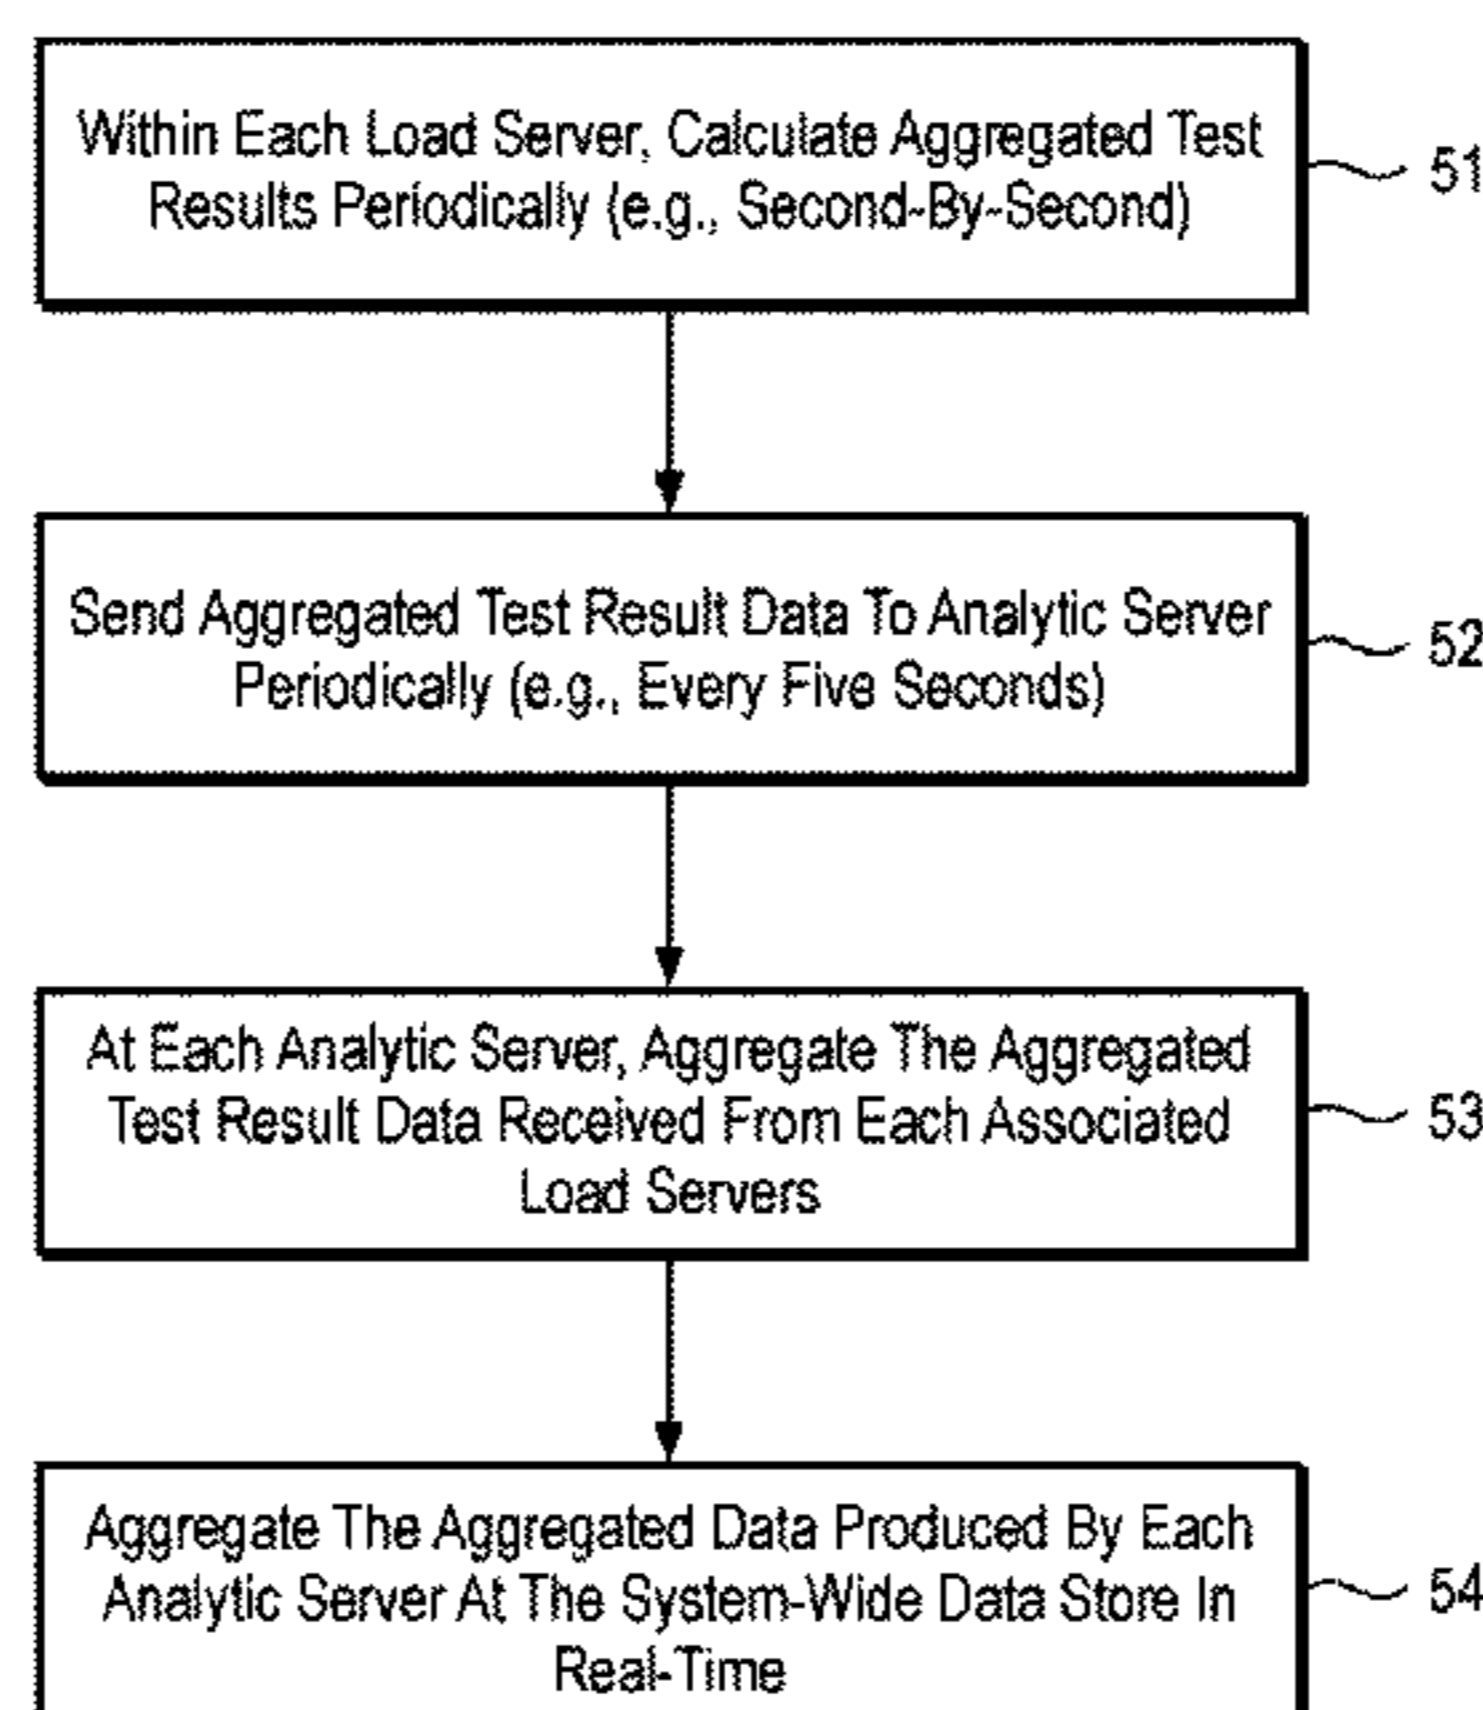 Within Each Load Server, Calculate Aggregated Test
Results Periodically (e.g., Second-By-Second)
51
Send Aggregated Test Result Data To Analytic Server
Periodically (e.g., Every Five Seconds)
52
At Each Analytic Server, Aggregate The Aggregated
Test Result Data Received From Each Associated
Load Servers
53
Aggregate The Aggregated Data Produced By Each
Analytic Server At The System-Wide Data Store In
Real-Time
54